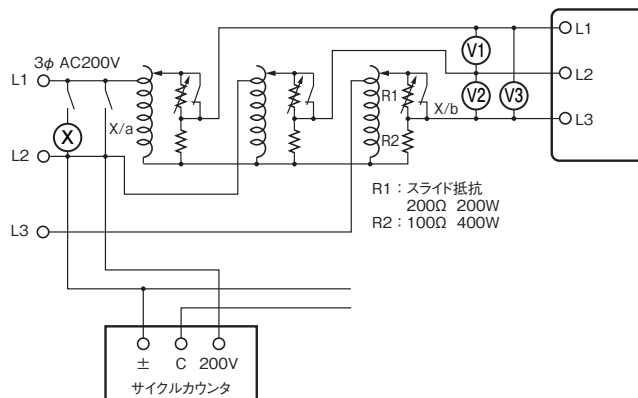 3φ AC200V
L1
L2
L3
X
X/a
R1
R2
X/b
V1
V2
V3
L1
L2
L3
R1：スライド抵抗
200Ω 200W
R2：100Ω 400W
± C 200V
サイクルカウンタ